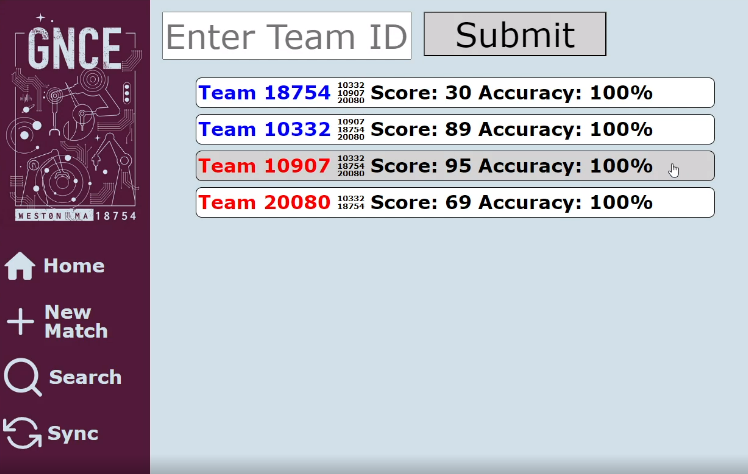 GNCE
WESTON MA 18754
Home
New
Match
Search
Sync
Enter Team ID
Submit
Team 18754 10332 10907 20080 Score: 30 Accuracy: 100%
Team 10332 10907 18754 20080 Score: 89 Accuracy: 100%
Team 10907 10332 18754 20080 Score: 95 Accuracy: 100%
Team 20080 10332 18754 Score: 69 Accuracy: 100%